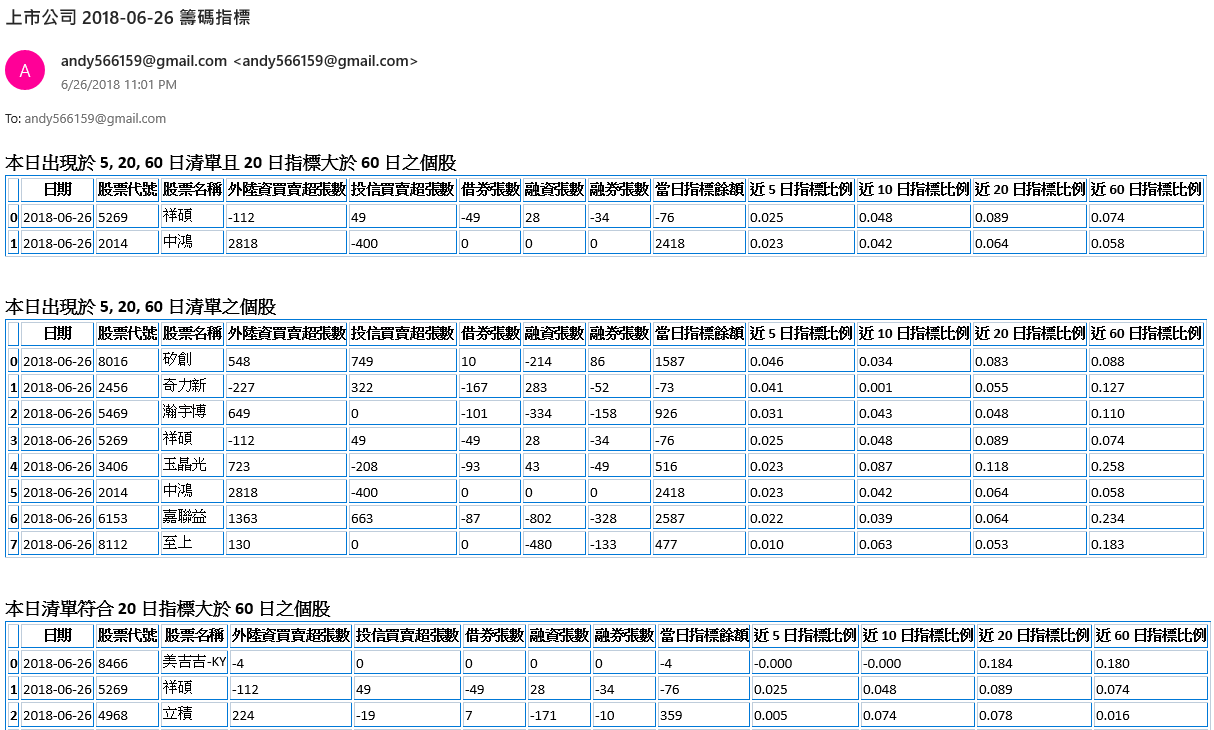 上市公司 2018-06-26 籌碼指標
A
andy566159@gmail.com <andy566159@gmail.com>
6/26/2018 11:01 PM
To: andy566159@gmail.com
本日出現於 5, 20, 60 日清單且 20 日指標大於 60 日之個股
日期 股票代號 股票名稱 外陸資買賣超張數 投信買賣超張數 借券張數 融資張數 融券張數 當日指標餘額 近 5 日指標比例 近 10 日指標比例 近 20 日指標比例 近 60 日指標比例
0 2018-06-26 5269 祥碩 -112 49 -49 28 -34 -76 0.025 0.048 0.089 0.074
1 2018-06-26 2014 中鴻 2818 -400 0 0 0 2418 0.023 0.042 0.064 0.058
本日出現於 5, 20, 60 日清單之個股
日期 股票代號 股票名稱 外陸資買賣超張數 投信買賣超張數 借券張數 融資張數 融券張數 當日指標餘額 近 5 日指標比例 近 10 日指標比例 近 20 日指標比例 近 60 日指標比例
0 2018-06-26 8016 矽創 548 749 10 -214 86 1587 0.046 0.034 0.083 0.088
1 2018-06-26 2456 奇力新 -227 322 -167 283 -52 -73 0.041 0.001 0.055 0.127
2 2018-06-26 5469 瀚宇博 649 0 -101 -334 -158 926 0.031 0.043 0.048 0.110
3 2018-06-26 5269 祥碩 -112 49 -49 28 -34 -76 0.025 0.048 0.089 0.074
4 2018-06-26 3406 玉晶光 723 -208 -93 43 -49 516 0.023 0.087 0.118 0.258
5 2018-06-26 2014 中鴻 2818 -400 0 0 0 2418 0.023 0.042 0.064 0.058
6 2018-06-26 6153 嘉聯益 1363 663 -87 -802 -328 2587 0.022 0.039 0.064 0.234
7 2018-06-26 8112 至上 130 0 0 -480 -133 477 0.010 0.063 0.053 0.183
本日清單符合 20 日指標大於 60 日之個股
日期 股票代號 股票名稱 外陸資買賣超張數 投信買賣超張數 借券張數 融資張數 融券張數 當日指標餘額 近 5 日指標比例 近 10 日指標比例 近 20 日指標比例 近 60 日指標比例
0 2018-06-26 8466 美吉吉-KY -4 0 0 0 0 -4 -0.000 -0.000 0.184 0.180
1 2018-06-26 5269 祥碩 -112 49 -49 28 -34 -76 0.025 0.048 0.089 0.074
2 2018-06-26 4968 立積 224 -19 7 -171 -10 359 0.005 0.074 0.078 0.016